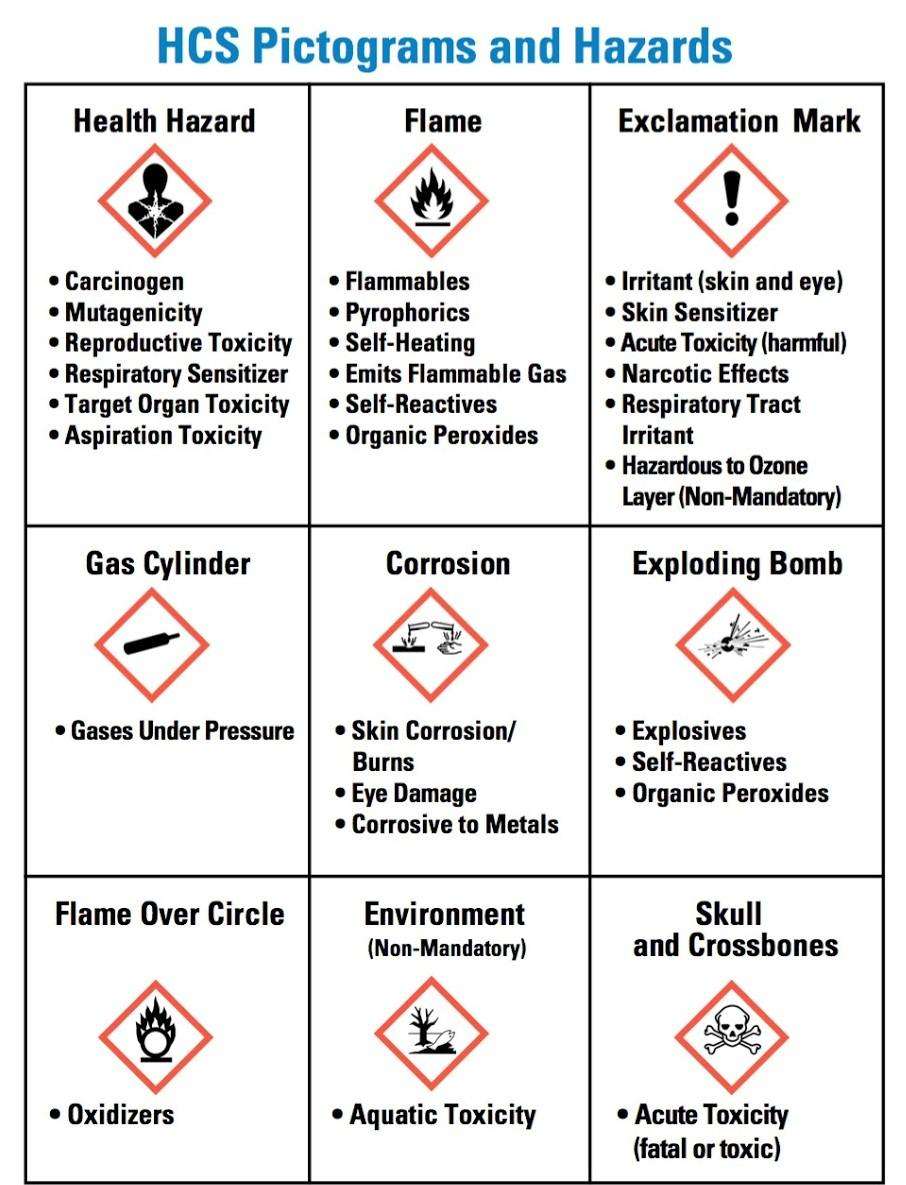 HCS Pictograms and Hazards
Health Hazard
• Carcinogen
• Mutagenicity
• Reproductive Toxicity
• Respiratory Sensitizer
• Target Organ Toxicity
• Aspiration Toxicity
Flame
• Flammables
• Pyrophorics
• Self-Heating
• Emits Flammable Gas
• Self-Reactives
• Organic Peroxides
Exclamation Mark
• Irritant (skin and eye)
• Skin Sensitizer
• Acute Toxicity (harmful)
• Narcotic Effects
• Respiratory Tract
Irritant
• Hazardous to Ozone
Layer (Non-Mandatory)
Gas Cylinder
• Gases Under Pressure
Corrosion
• Skin Corrosion/
Burns
• Eye Damage
• Corrosive to Metals
Exploding Bomb
• Explosives
• Self-Reactives
• Organic Peroxides
Flame Over Circle
• Oxidizers
Environment
(Non-Mandatory)
• Aquatic Toxicity
Skull
and Crossbones
• Acute Toxicity
(fatal or toxic)